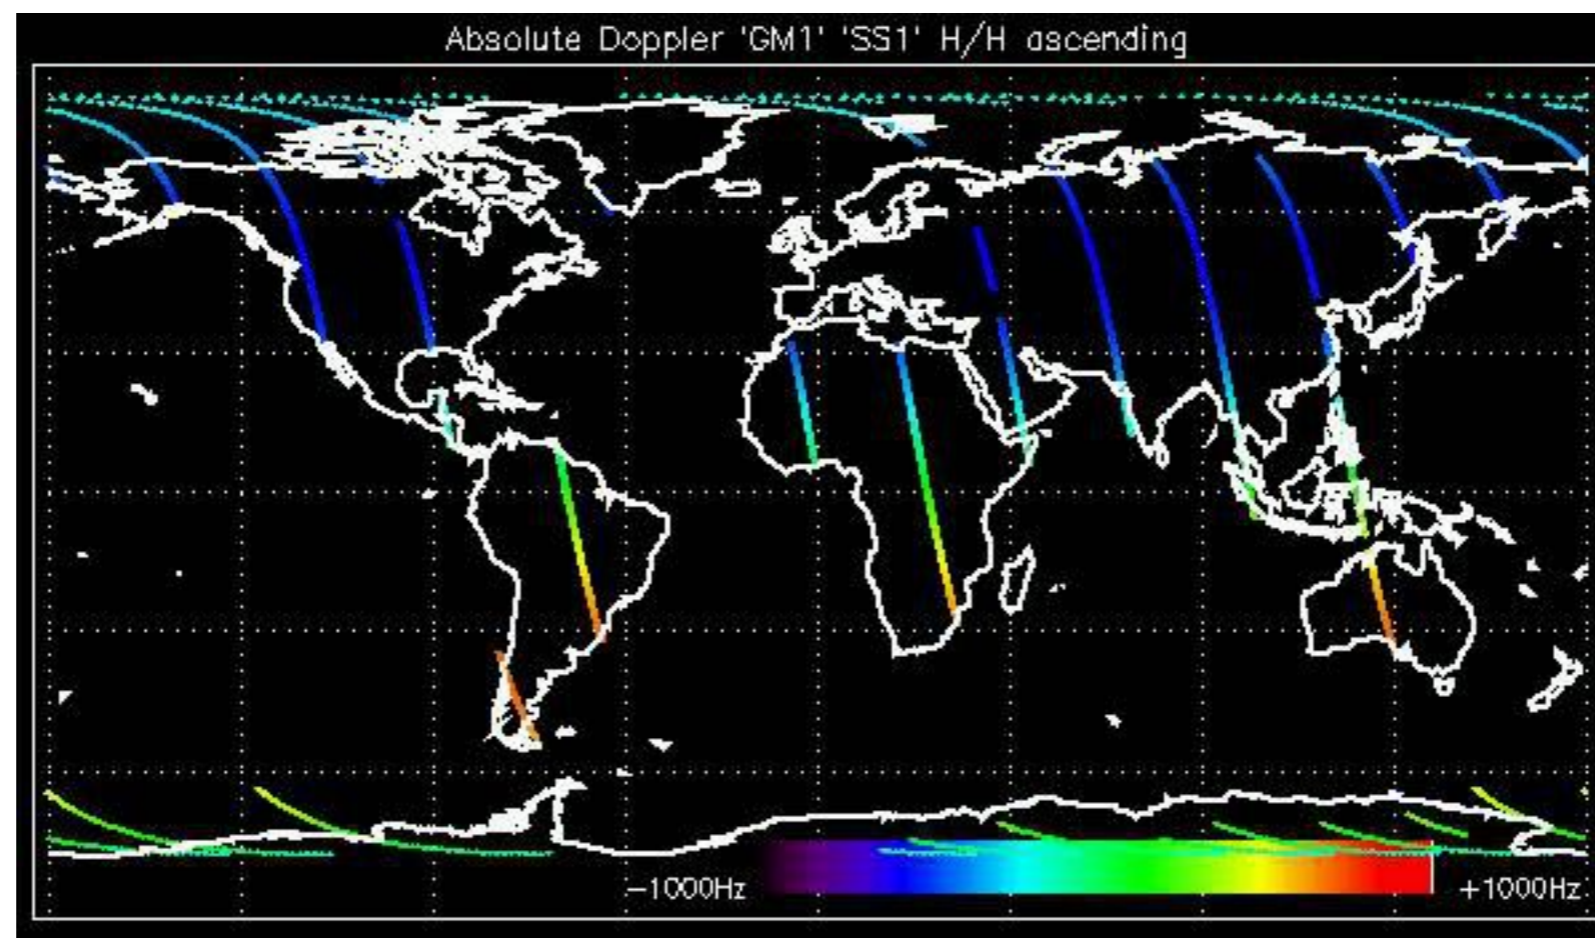 Absolute Doppler 'GM1' 'SS1' H/H ascending
-1000Hz
+1000Hz